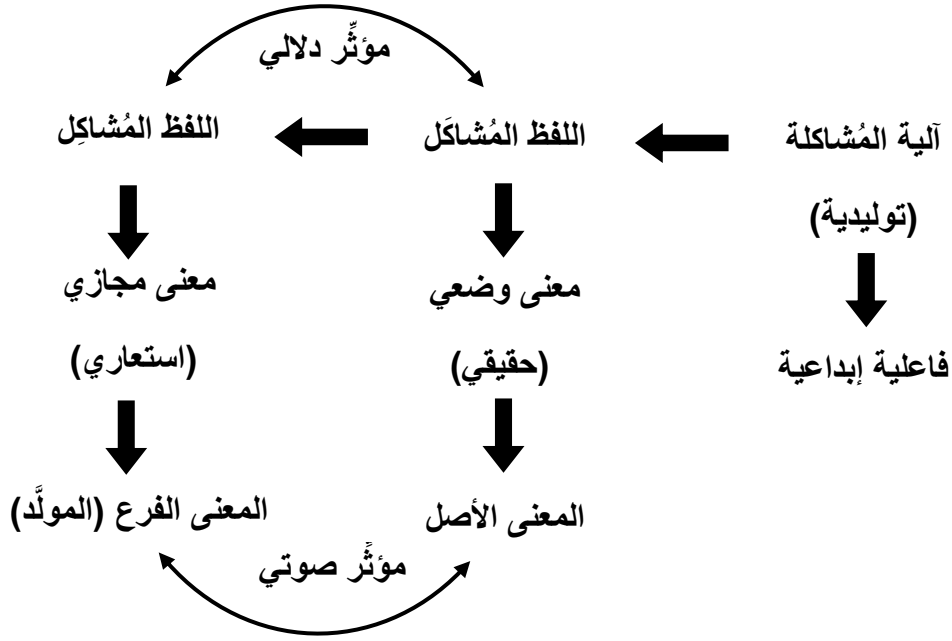 مؤثِّر دلالي
آلية المُشاكلة
اللفظ المُشاكَل
اللفظ المُشاكِل
(توليدية)
معنى وضعي
معنى مجازي
فاعلية إبداعية
(حقيقي)
(استعاري)
المعنى الأصل
المعنى الفرع (المولَّد)
مؤثِّر صوتي